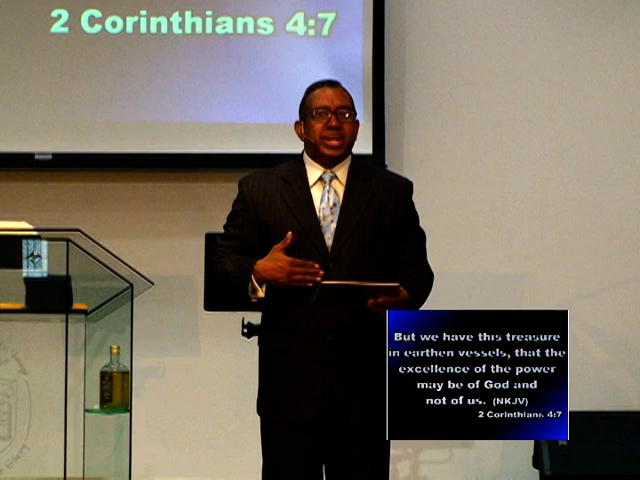 2 Corinthians 4:7
But we have this treasure
in earthen vessels, that the
excellence of the power
may be of God and
not of us. (NKJV)
2 Corinthians 4:7